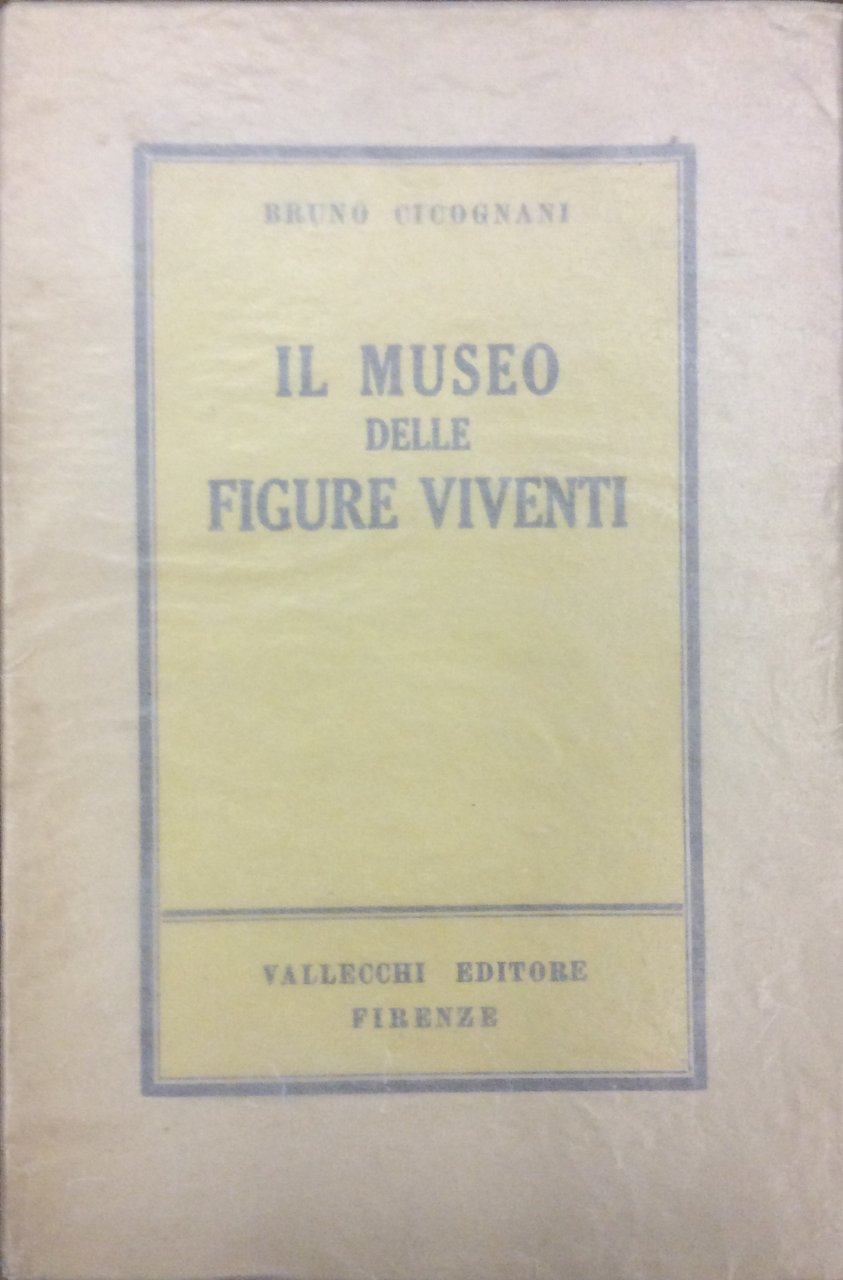 BRUNO CICOGNANI
IL MUSEO
DELLE
FIGURE VIVENTI
VALLECCHI EDITORE
FIRENZE